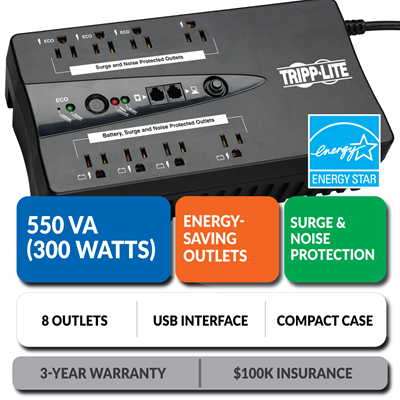 ECO ECO ECO
Surge and Noise Protected Outlets
TRIPP·LITE
ECO
Battery, Surge and Noise Protected Outlets
energy
ENERGY STAR
550 VA
(300 WATTS)
ENERGY-
SAVING
OUTLETS
SURGE &
NOISE
PROTECTION
8 OUTLETS
USB INTERFACE
COMPACT CASE
3-YEAR WARRANTY
$100K INSURANCE